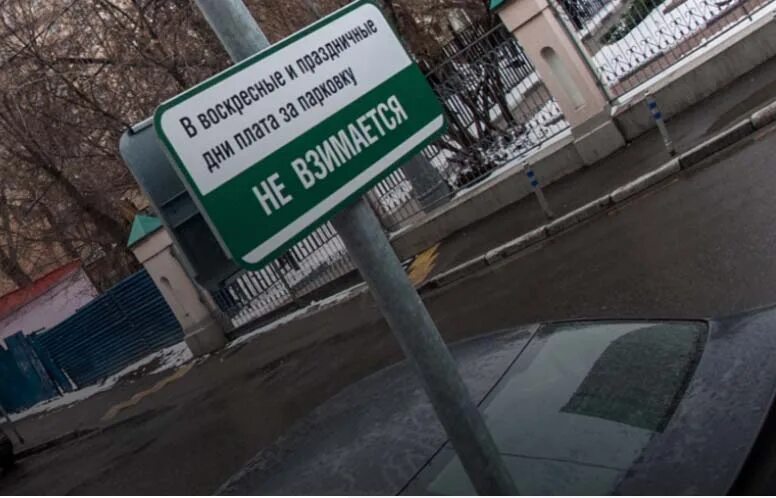 В воскресные и праздничные
дни плата за парковку
НЕ ВЗИМАЕТСЯ